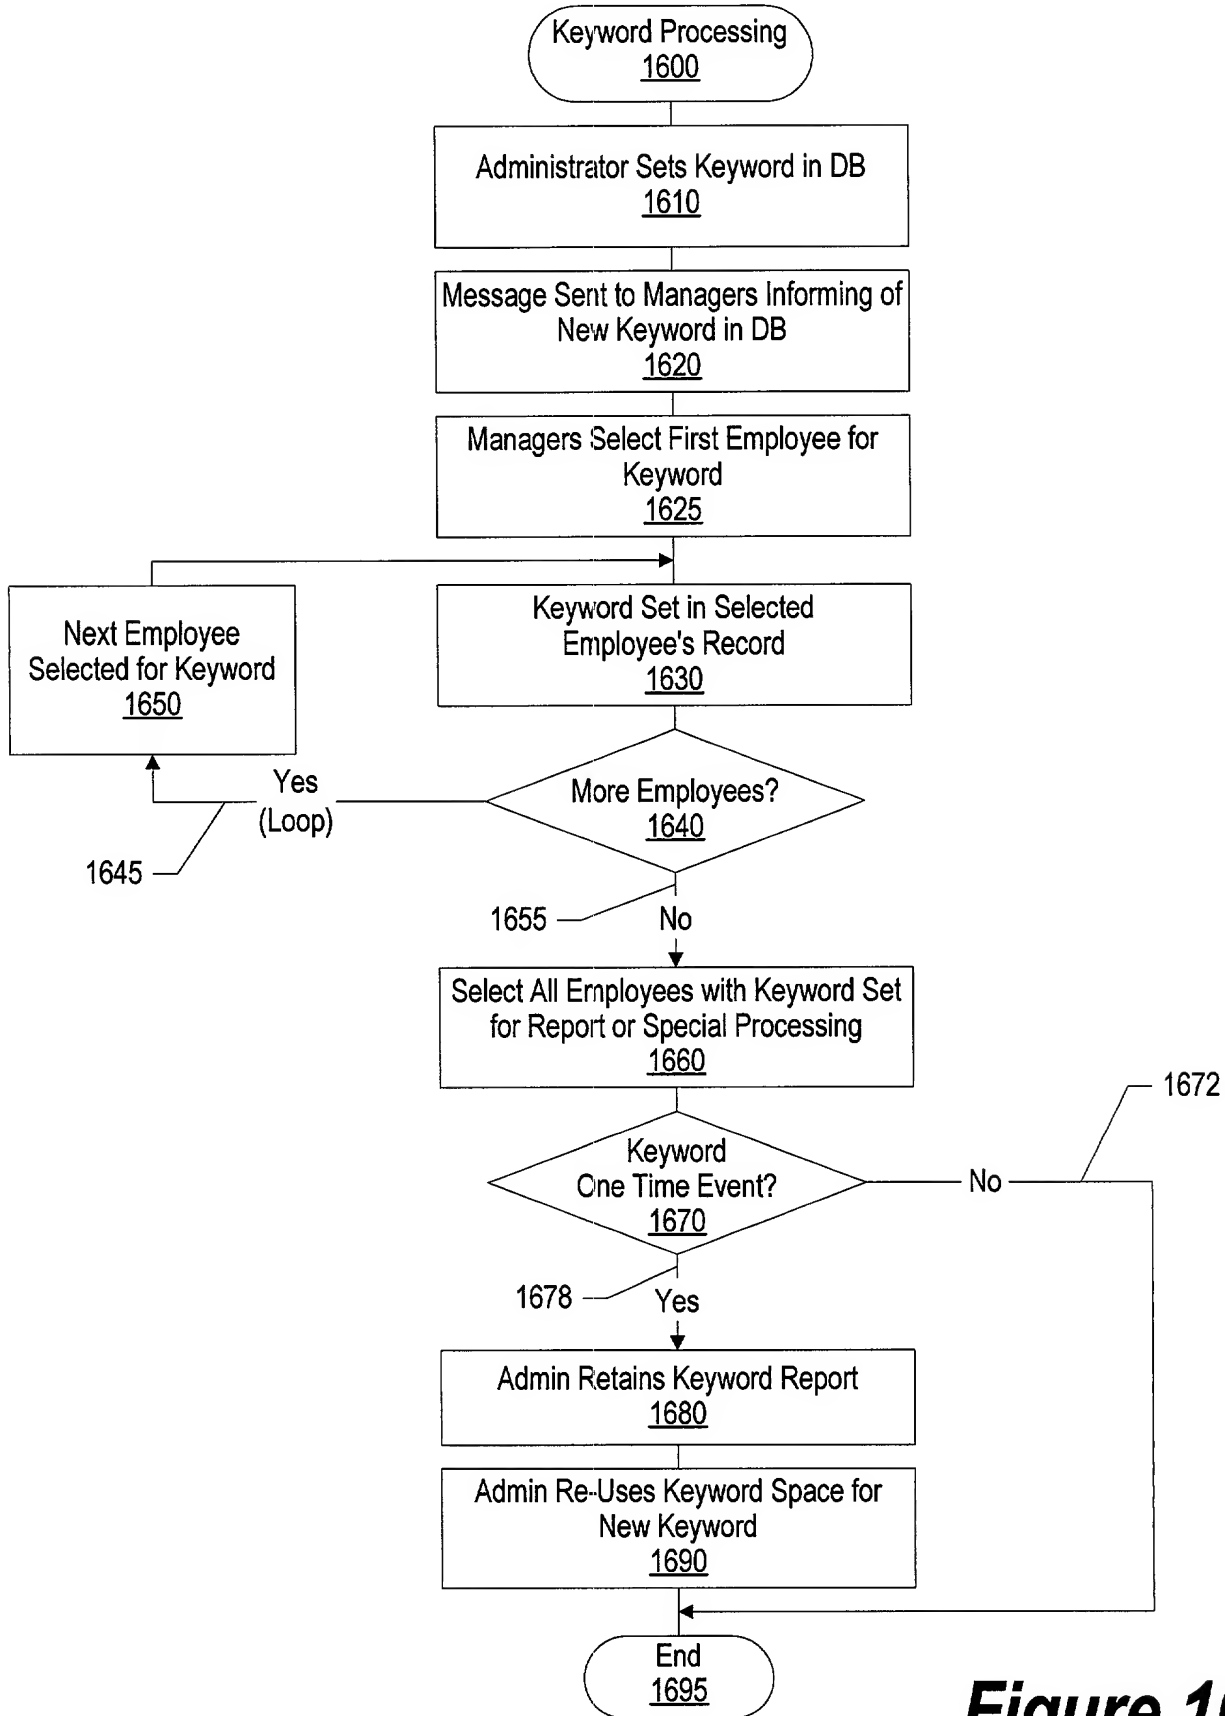 Keyword Processing
1600
Administrator Sets Keyword in DB
1610
Message Sent to Managers Informing of
New Keyword in DB
1620
Managers Select First Employee for
Keyword
1625
Next Employee
Selected for Keyword
1650
Keyword Set in Selected
Employee's Record
1630
Yes
(Loop)
More Employees?
1640
1645
1655
No
Select All Employees with Keyword Set
for Report or Special Processing
1660
1672
Keyword
One Time Event?
1670
No
1678
Yes
Admin Retains Keyword Report
1680
Admin Re-Uses Keyword Space for
New Keyword
1690
End
1695
Figure